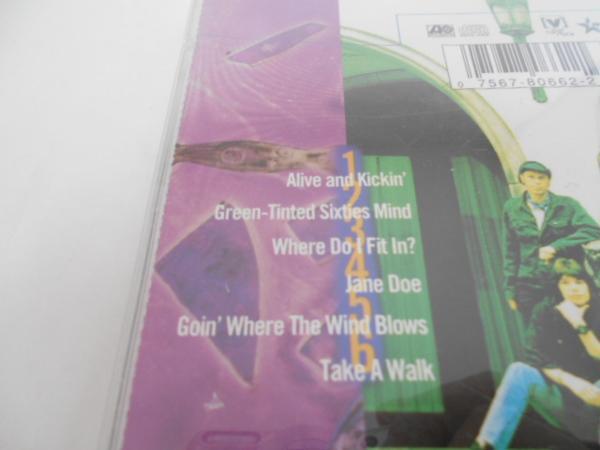 0 7567-80662-2
1 Alive and Kickin'
2 Green-Tinted Sixties Mind
3 Where Do I Fit In?
4 Jane Doe
5 Goin' Where The Wind Blows
6 Take A Walk